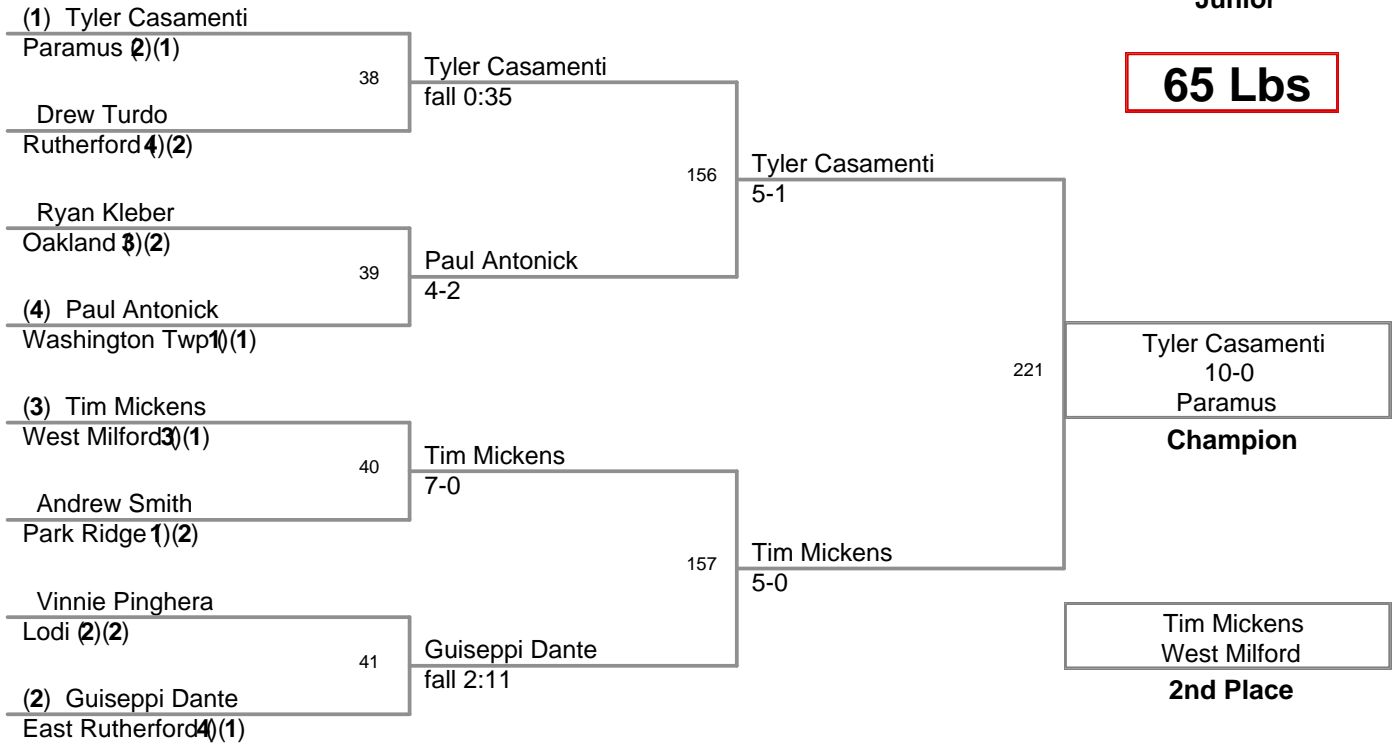 Junior
65 Lbs
(1) Tyler Casamenti
Paramus (2)(1)
38
Drew Turdo
Rutherford (4)(2)
Tyler Casamenti
fall 0:35
Ryan Kleber
Oakland (3)(2)
39
(4) Paul Antonick
Washington Twp (1)(1)
Paul Antonick
4-2
156
Tyler Casamenti
5-1
(3) Tim Mickens
West Milford (3)(1)
40
Andrew Smith
Park Ridge (1)(2)
Tim Mickens
7-0
Vinnie Pinghera
Lodi (2)(2)
41
(2) Guiseppi Dante
East Rutherford (4)(1)
Guiseppi Dante
fall 2:11
157
Tim Mickens
5-0
221
Tyler Casamenti
10-0
Paramus
Champion
Tim Mickens
West Milford
2nd Place